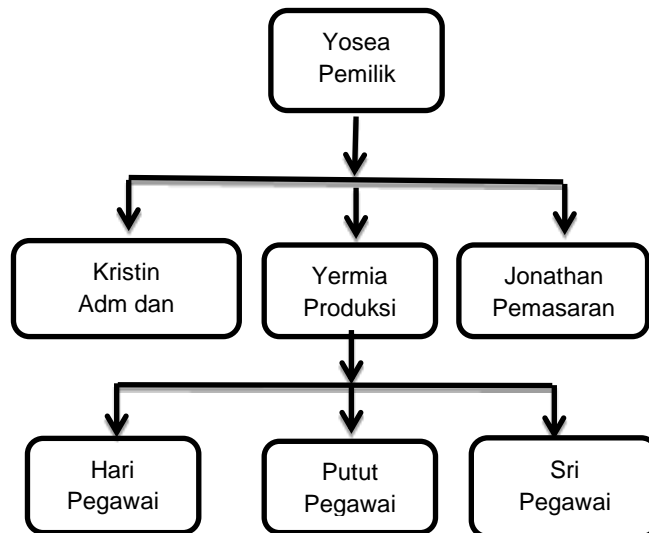 Yosea
Pemilik
Kristin
Adm dan
Yermia
Produksi
Jonathan
Pemasaran
Hari
Pegawai
Putut
Pegawai
Sri
Pegawai